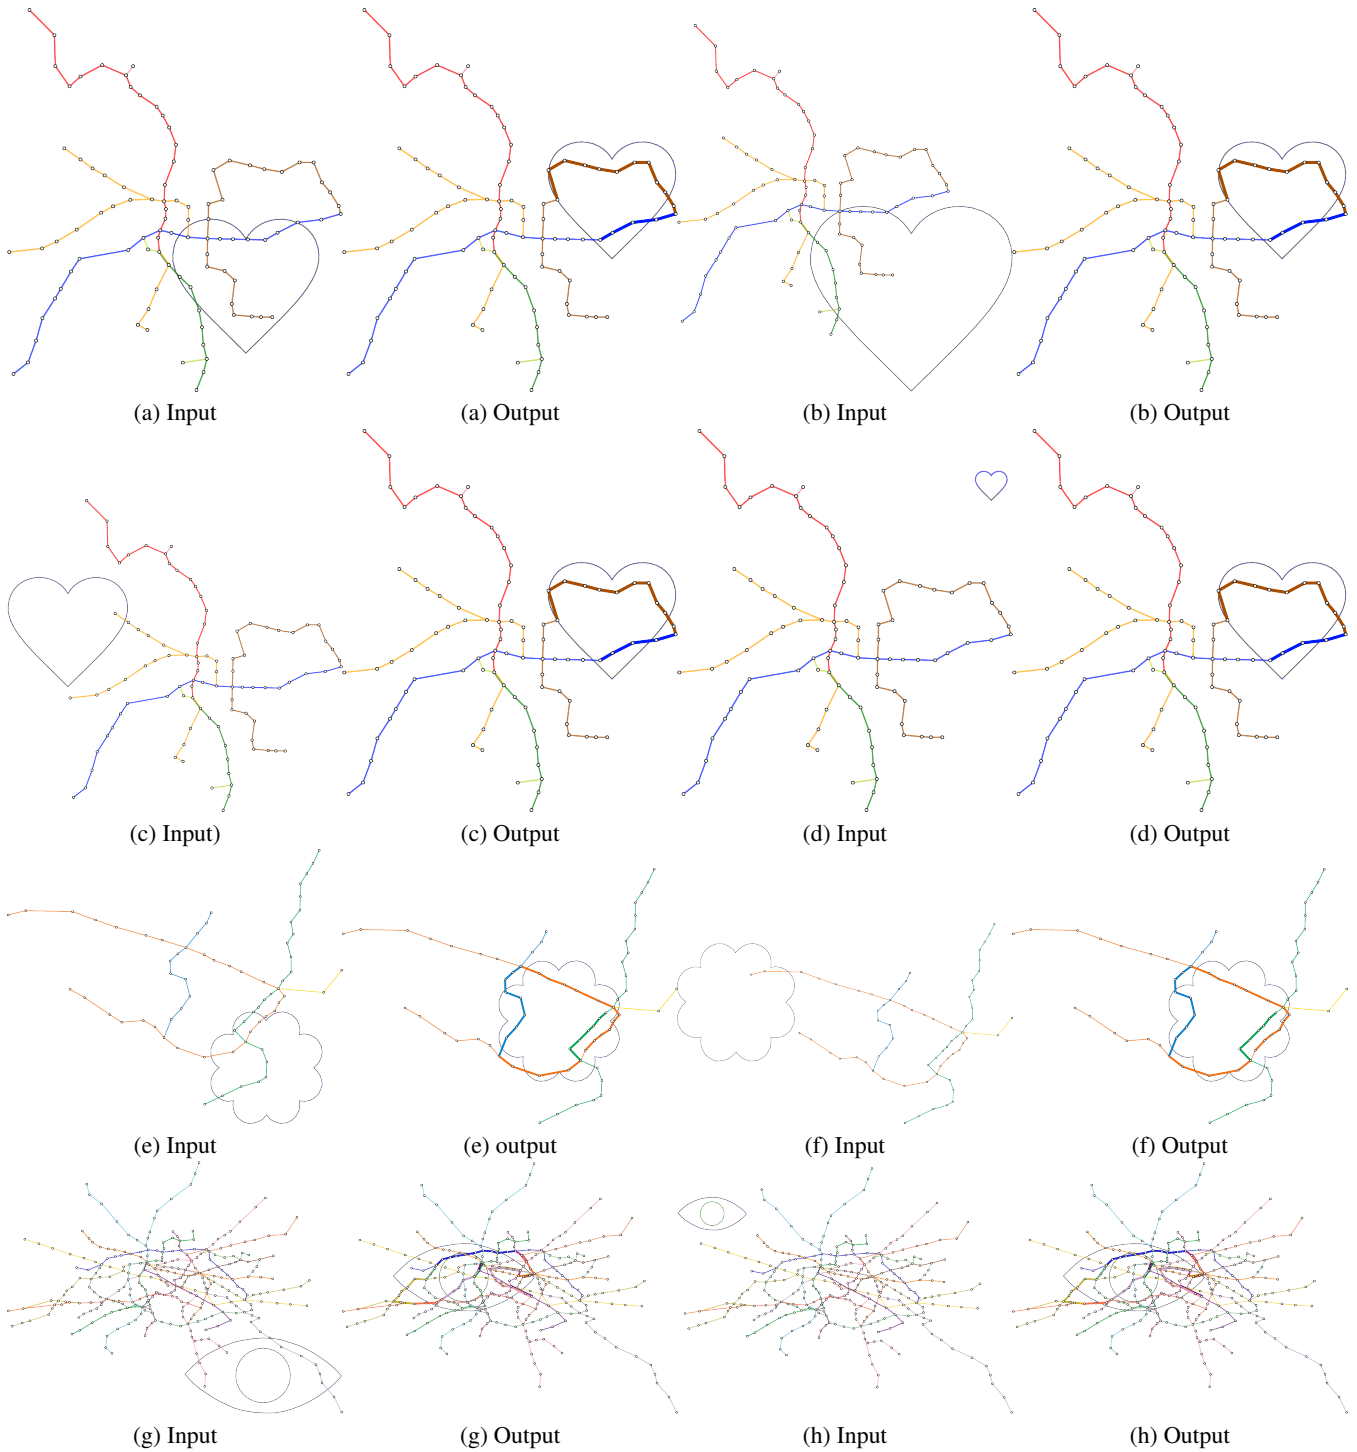 (a) Input
(a) Output
(b) Input
(b) Output
(c) Input)
(c) Output
(d) Input
(d) Output
(e) Input
(e) output
(f) Input
(f) Output
(g) Input
(g) Output
(h) Input
(h) Output